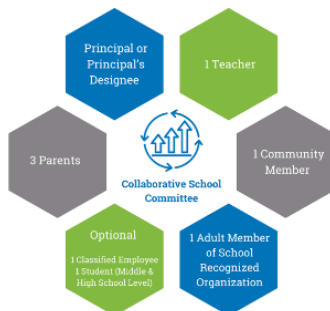 Principal or
Principal's
Designee
1 Teacher
3 Parents
1 Community
Member
Collaborative School
Committee
Optional
1 Classified Employee
1 Student (Middle &
High School Level)
1 Adult Member
of School
Recognized
Organization